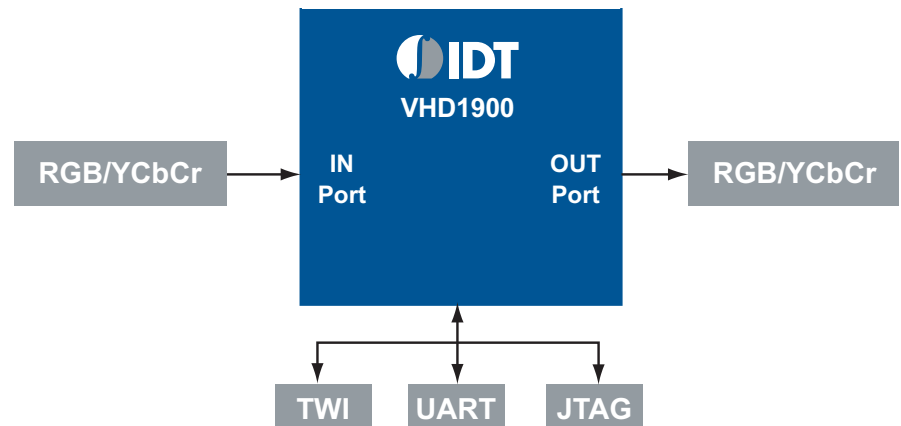 IDT
VHD1900
RGB/YCbCr
IN
Port
OUT
Port
RGB/YCbCr
TWI
UART
JTAG